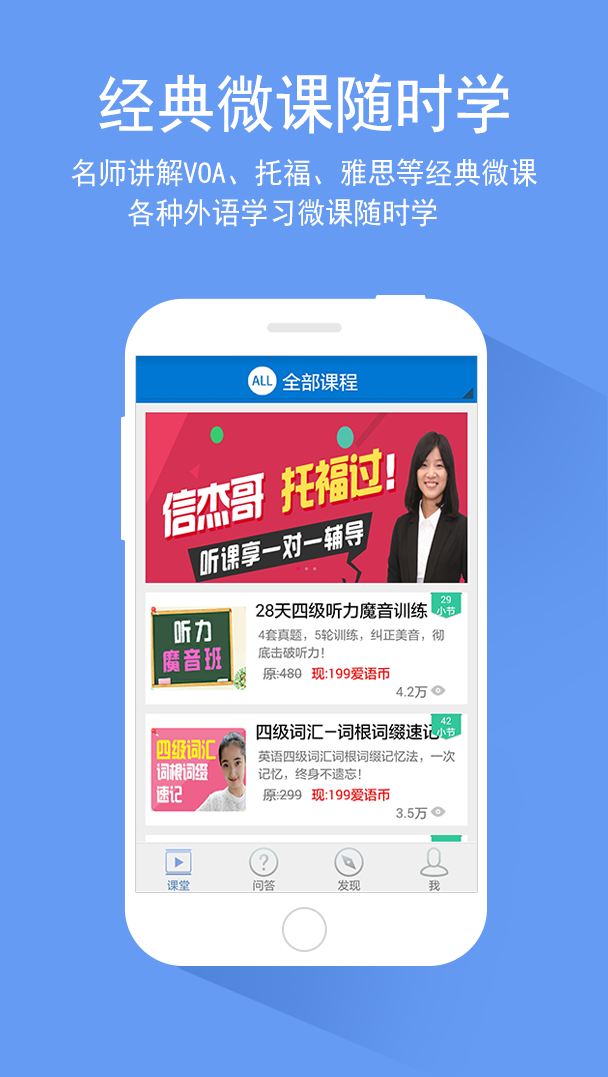 经典微课随时学
名师讲解VOA、托福、雅思等经典微课
各种外语学习微课随时学
ALL 全部课程
信杰哥 托福过!
听课享一对一辅导
听力
魔音班
28天四级听力魔音训练
29
小节
4套真题，5轮训练，纠正美音，彻
底击破听力!
原:480 现:199爱语币
4.2万
四级词汇
词根词缀
速记
四级词汇—词根词缀速记
42
小节
英语四级词汇词根词缀记忆法，一次
记忆，终身不遗忘!
原:299 现:199爱语币
3.5万
课堂 问答 发现 我